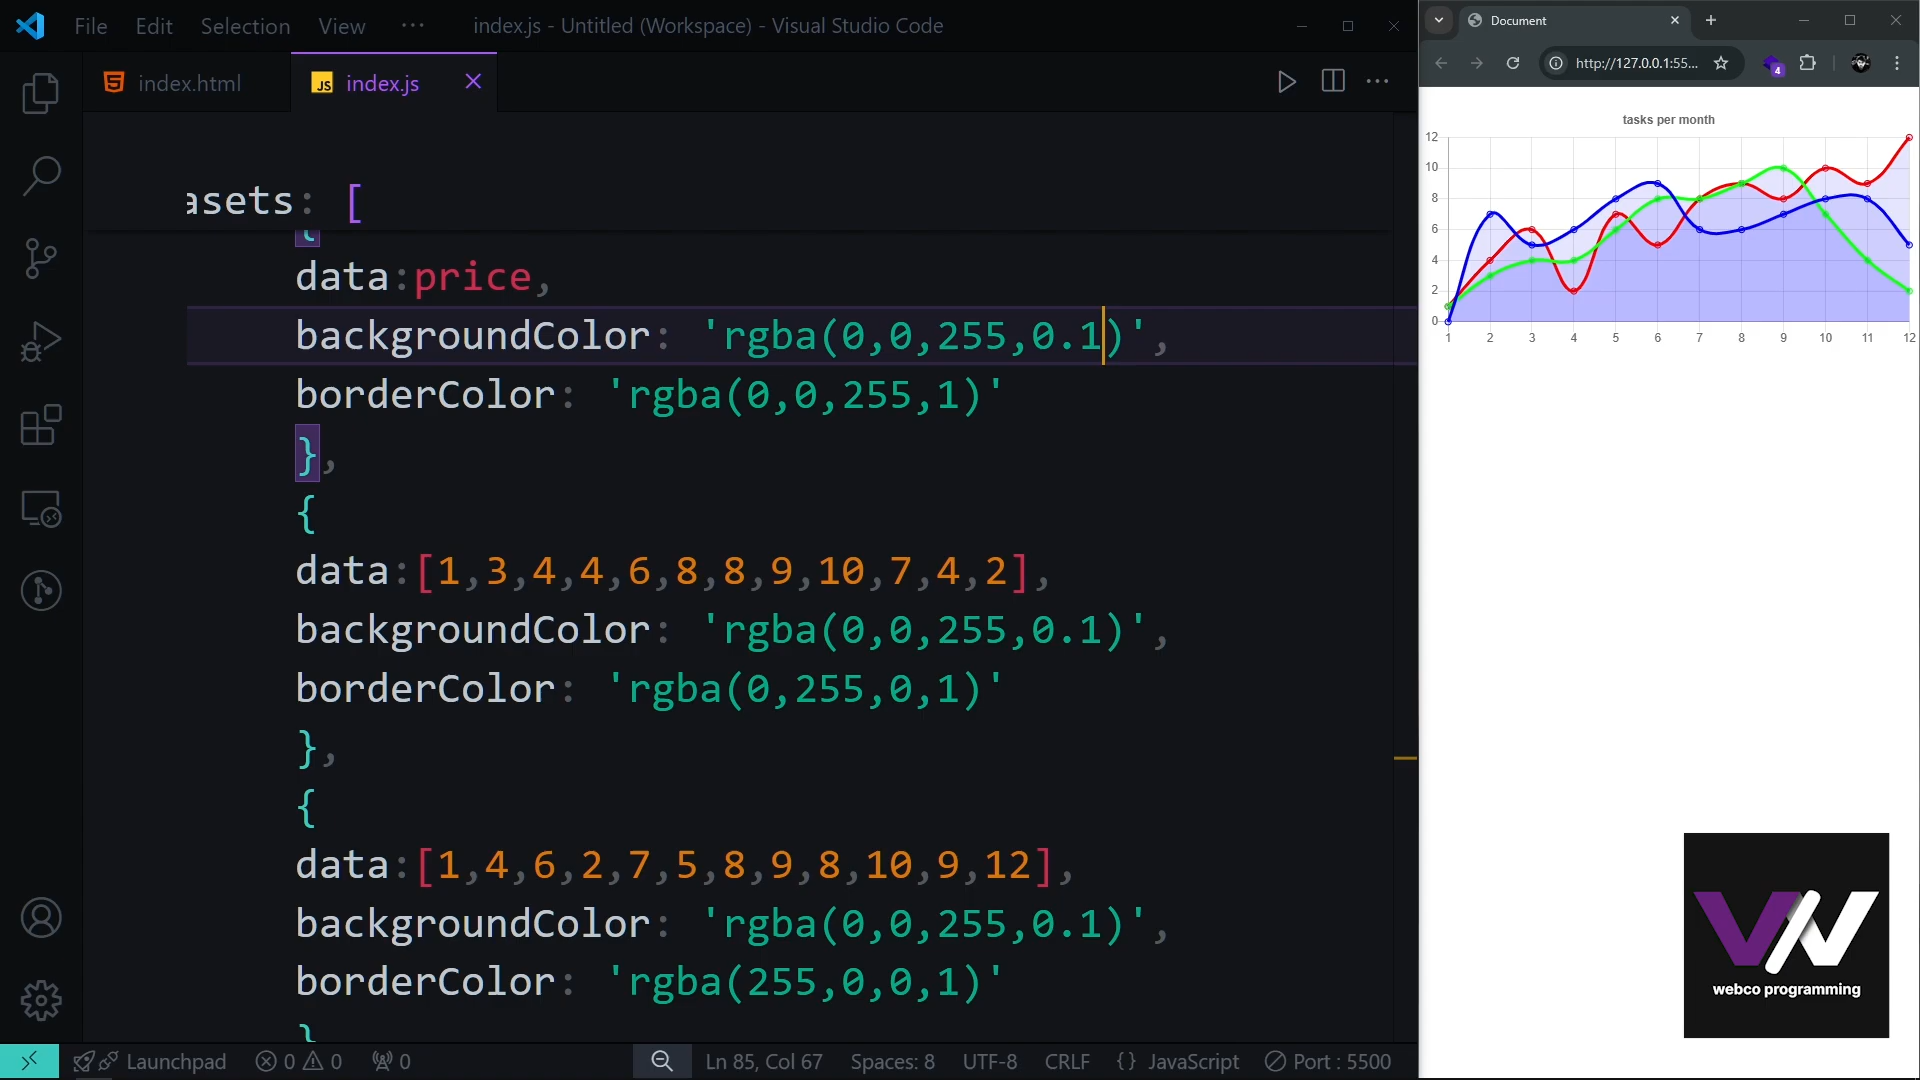 File Edit Selection View ··· index.js - Untitled (Workspace) - Visual Studio Code
index.html
JS index.js
asets: [
{
data:price,
backgroundColor: 'rgba(0,0,255,0.1)',
borderColor: 'rgba(0,0,255,1)'
},
{
data:[1,3,4,4,6,8,8,9,10,7,4,2],
backgroundColor: 'rgba(0,0,255,0.1)',
borderColor: 'rgba(0,255,0,1)'
},
{
data:[1,4,6,2,7,5,8,9,8,10,9,12],
backgroundColor: 'rgba(0,0,255,0.1)',
borderColor: 'rgba(255,0,0,1)'
}
Launchpad 0 0 0 Ln 85, Col 67 Spaces: 8 UTF-8 CRLF {} JavaScript Port : 5500
Document
http://127.0.0.1:55...
4
tasks per month
12
10
8
6
4
2
0
1 2 3 4 5 6 7 8 9 10 11 12
webco programming